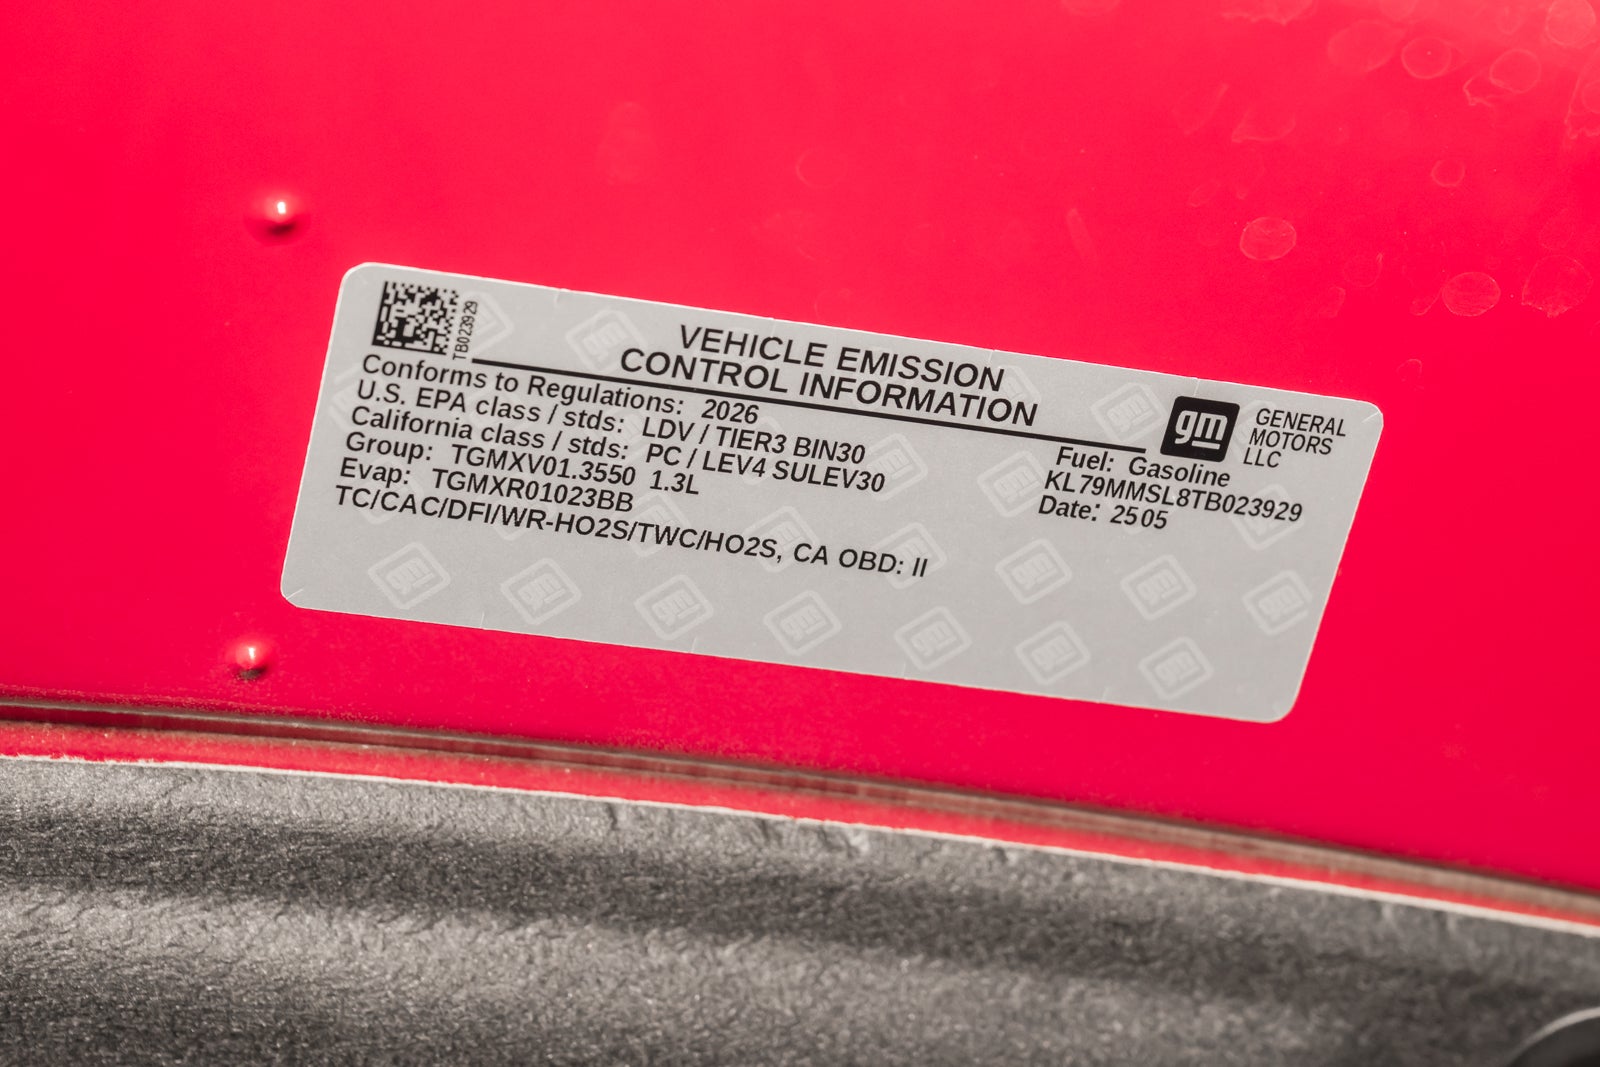 TB023929
VEHICLE EMISSION
CONTROL INFORMATION
gm
GENERAL
MOTORS
LLC
Conforms to Regulations: 2026
U.S. EPA class / stds: LDV / TIER3 BIN30
California class / stds: PC / LEV4 SULEV30
Group: TGMXV01.3550 1.3L
Evap: TGMXR01023BB
TC/CAC/DFI/WR-HO2S/TWC/HO2S, CA OBD: II
Fuel: Gasoline
KL79MMSL8TB023929
Date: 2505